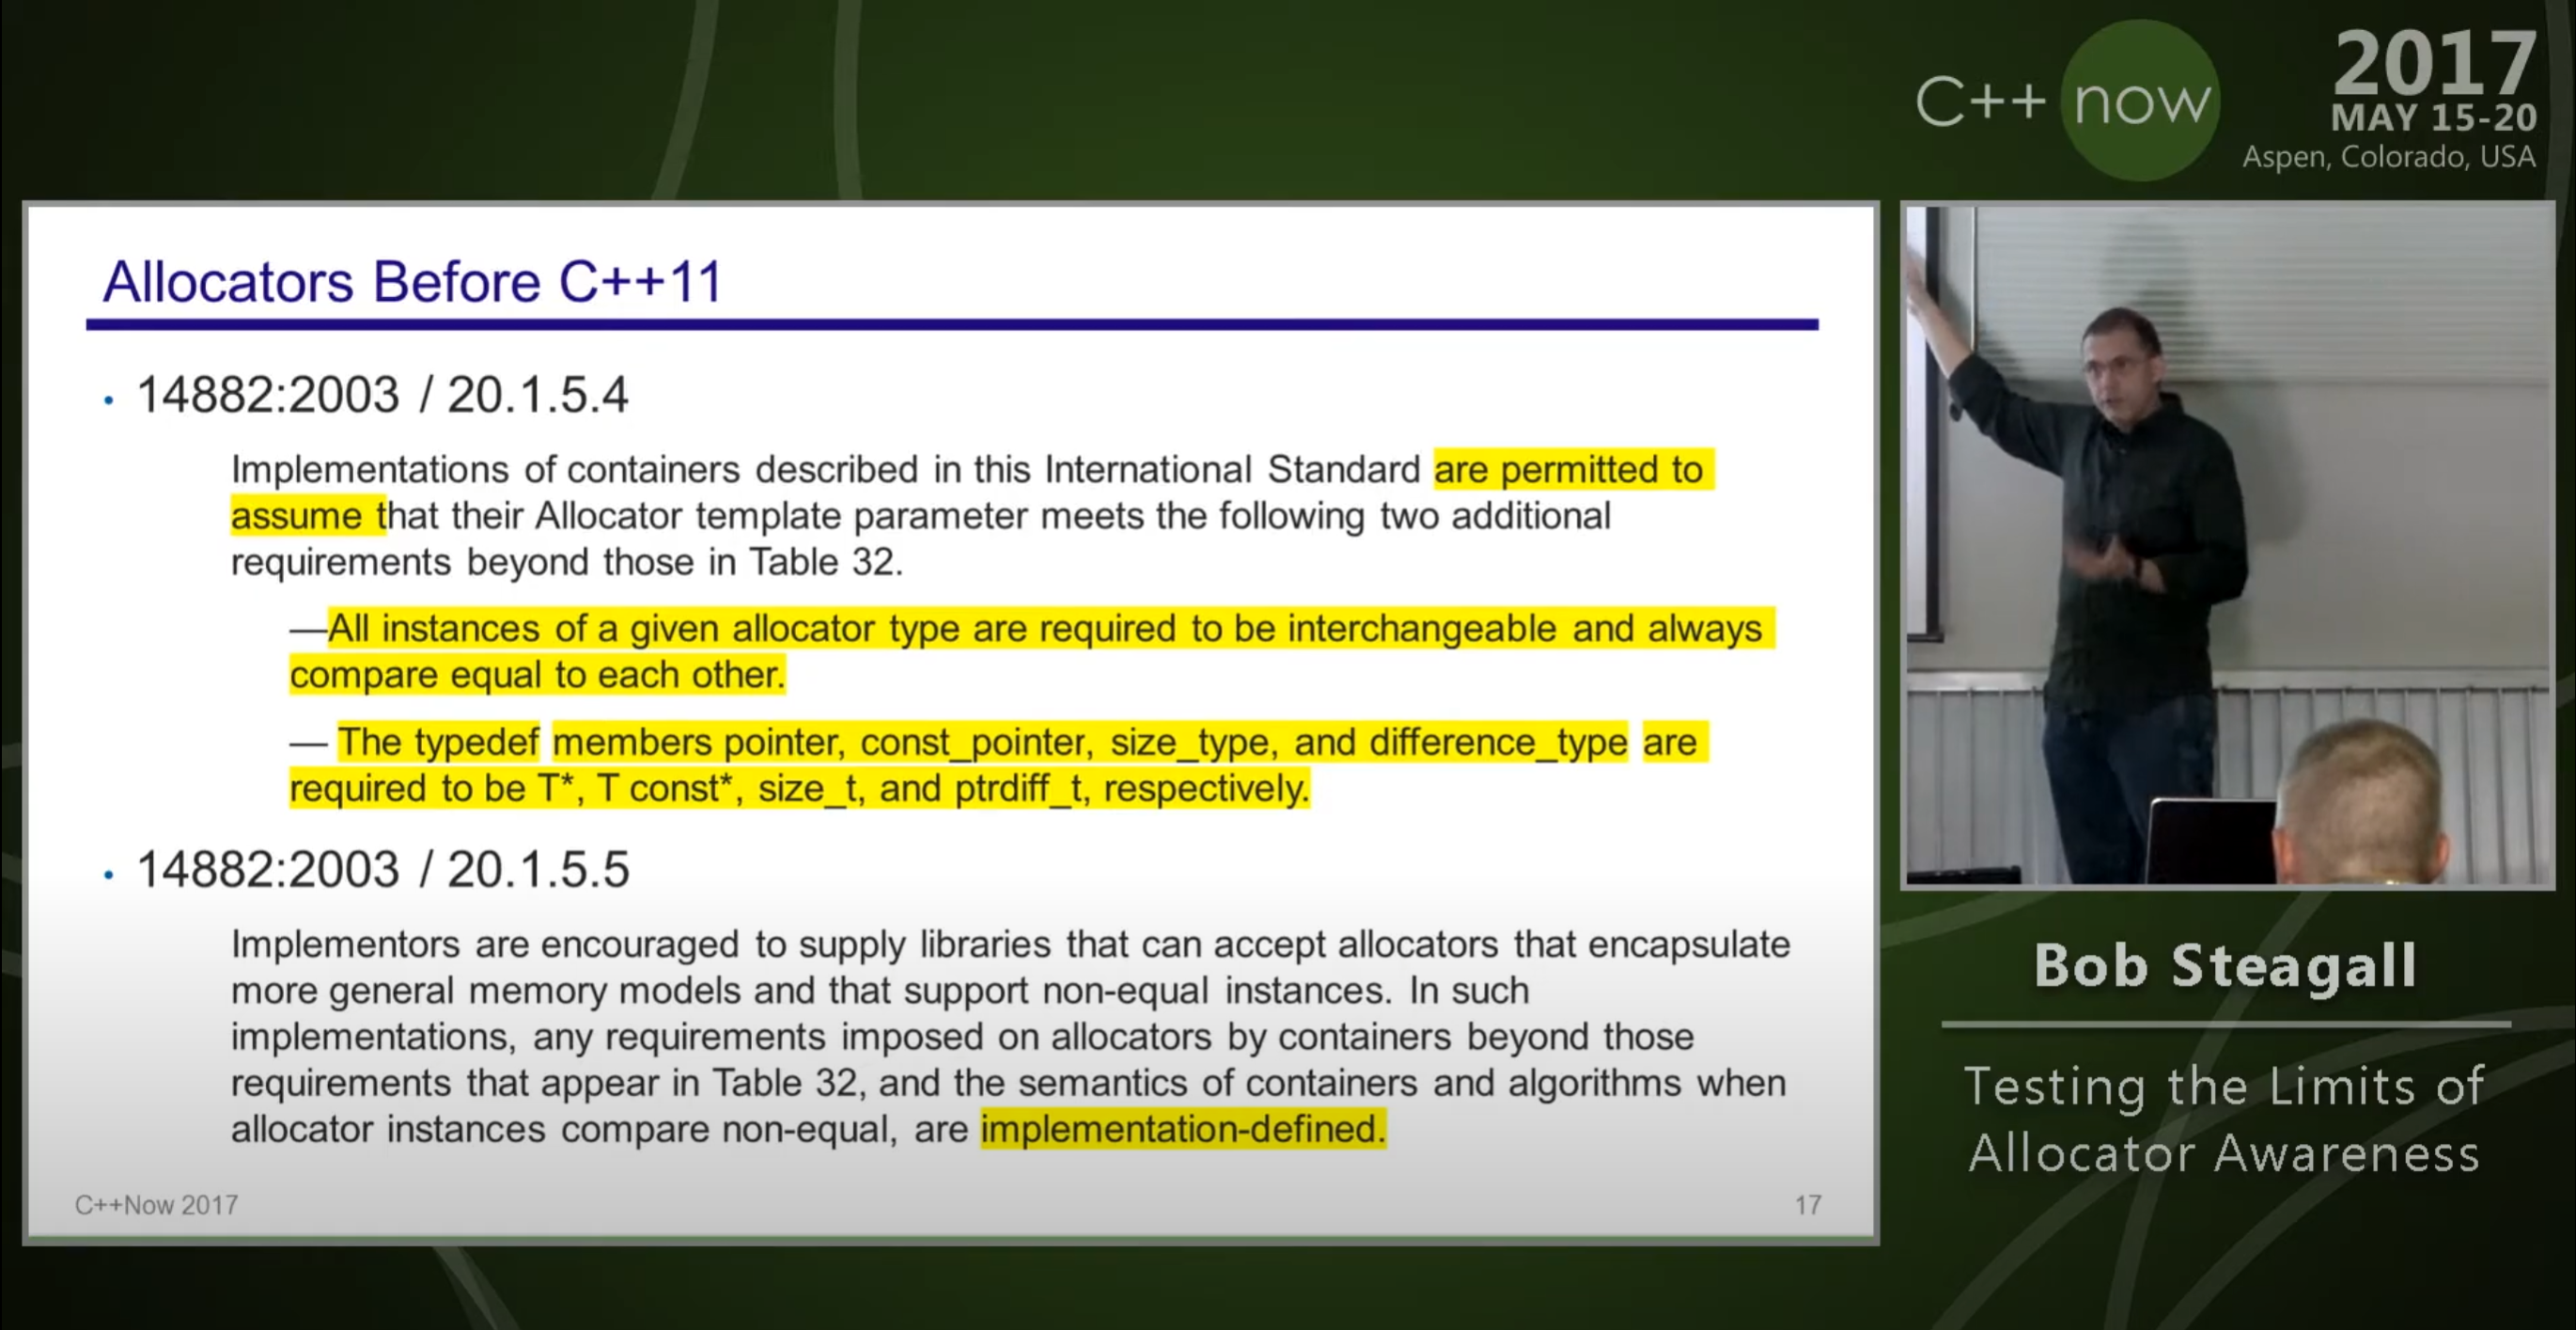 C++ now
2017
MAY 15-20
Aspen, Colorado, USA
Allocators Before C++11
• 14882:2003 / 20.1.5.4
Implementations of containers described in this International Standard are permitted to
assume that their Allocator template parameter meets the following two additional
requirements beyond those in Table 32.
—All instances of a given allocator type are required to be interchangeable and always
compare equal to each other.
— The typedef members pointer, const_pointer, size_type, and difference_type are
required to be T*, T const*, size_t, and ptrdiff_t, respectively.
• 14882:2003 / 20.1.5.5
Implementors are encouraged to supply libraries that can accept allocators that encapsulate
more general memory models and that support non-equal instances. In such
implementations, any requirements imposed on allocators by containers beyond those
requirements that appear in Table 32, and the semantics of containers and algorithms when
allocator instances compare non-equal, are implementation-defined.
C++Now 2017
17
Bob Steagall
Testing the Limits of
Allocator Awareness